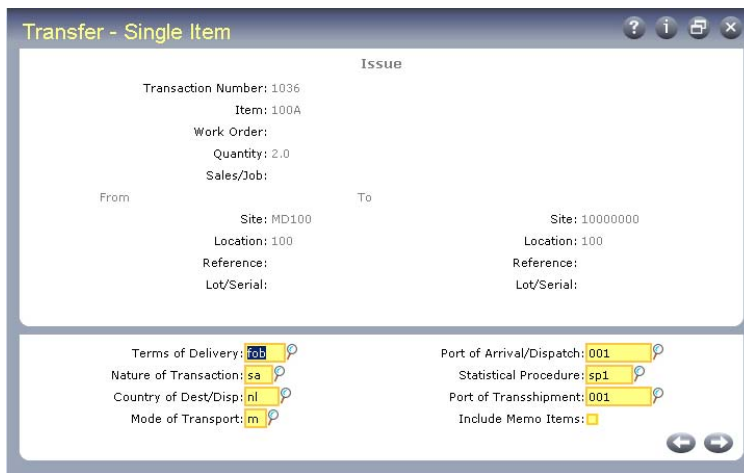 Transfer - Single Item
Issue
Transaction Number: 1036
Item: 100A
Work Order:
Quantity: 2.0
Sales/Job:
From To
Site: MD100 Site: 10000000
Location: 100 Location: 100
Reference: Reference:
Lot/Serial: Lot/Serial:
Terms of Delivery: fob Port of Arrival/Dispatch: 001
Nature of Transaction: sa Statistical Procedure: sp1
Country of Dest/Disp: nl Port of Transshipment: 001
Mode of Transport: m Include Memo Items: